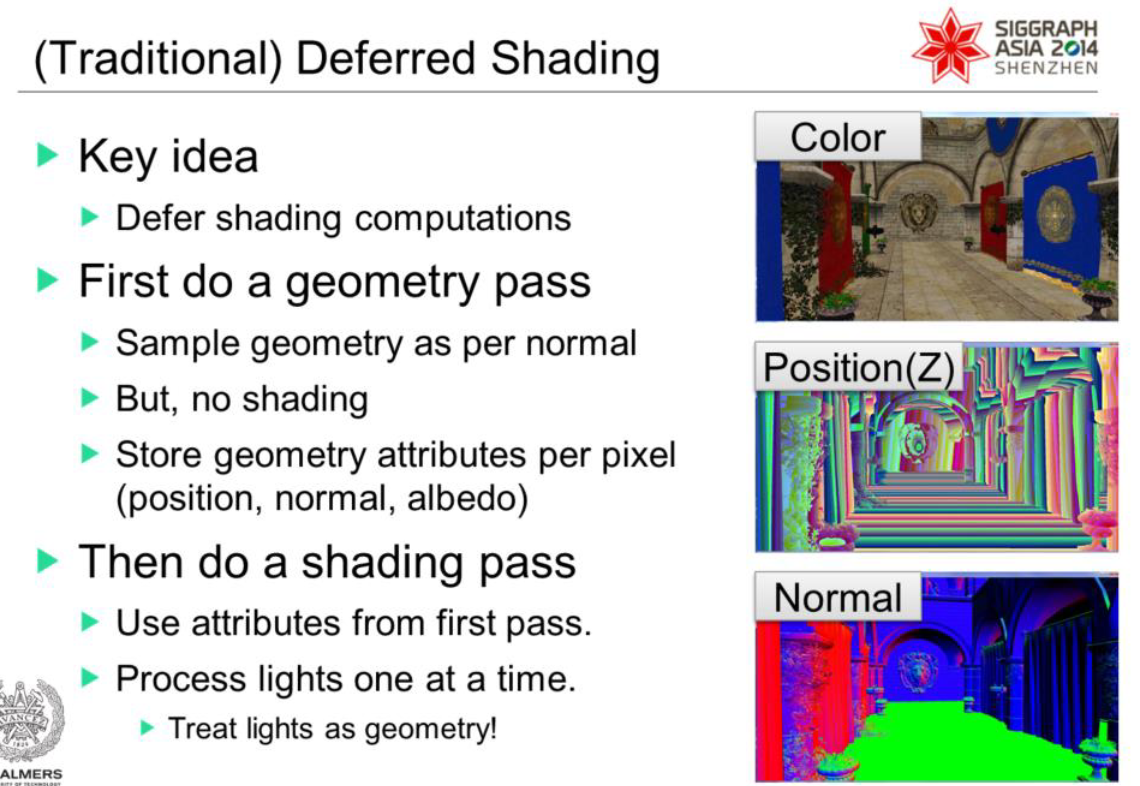 (Traditional) Deferred Shading
SIGGRAPH
ASIA 2014
SHENZHEN
Key idea
Defer shading computations
First do a geometry pass
Sample geometry as per normal
But, no shading
Store geometry attributes per pixel
(position, normal, albedo)
Then do a shading pass
Use attributes from first pass.
Process lights one at a time.
Treat lights as geometry!
Color
Position(Z)
Normal
ALMERS